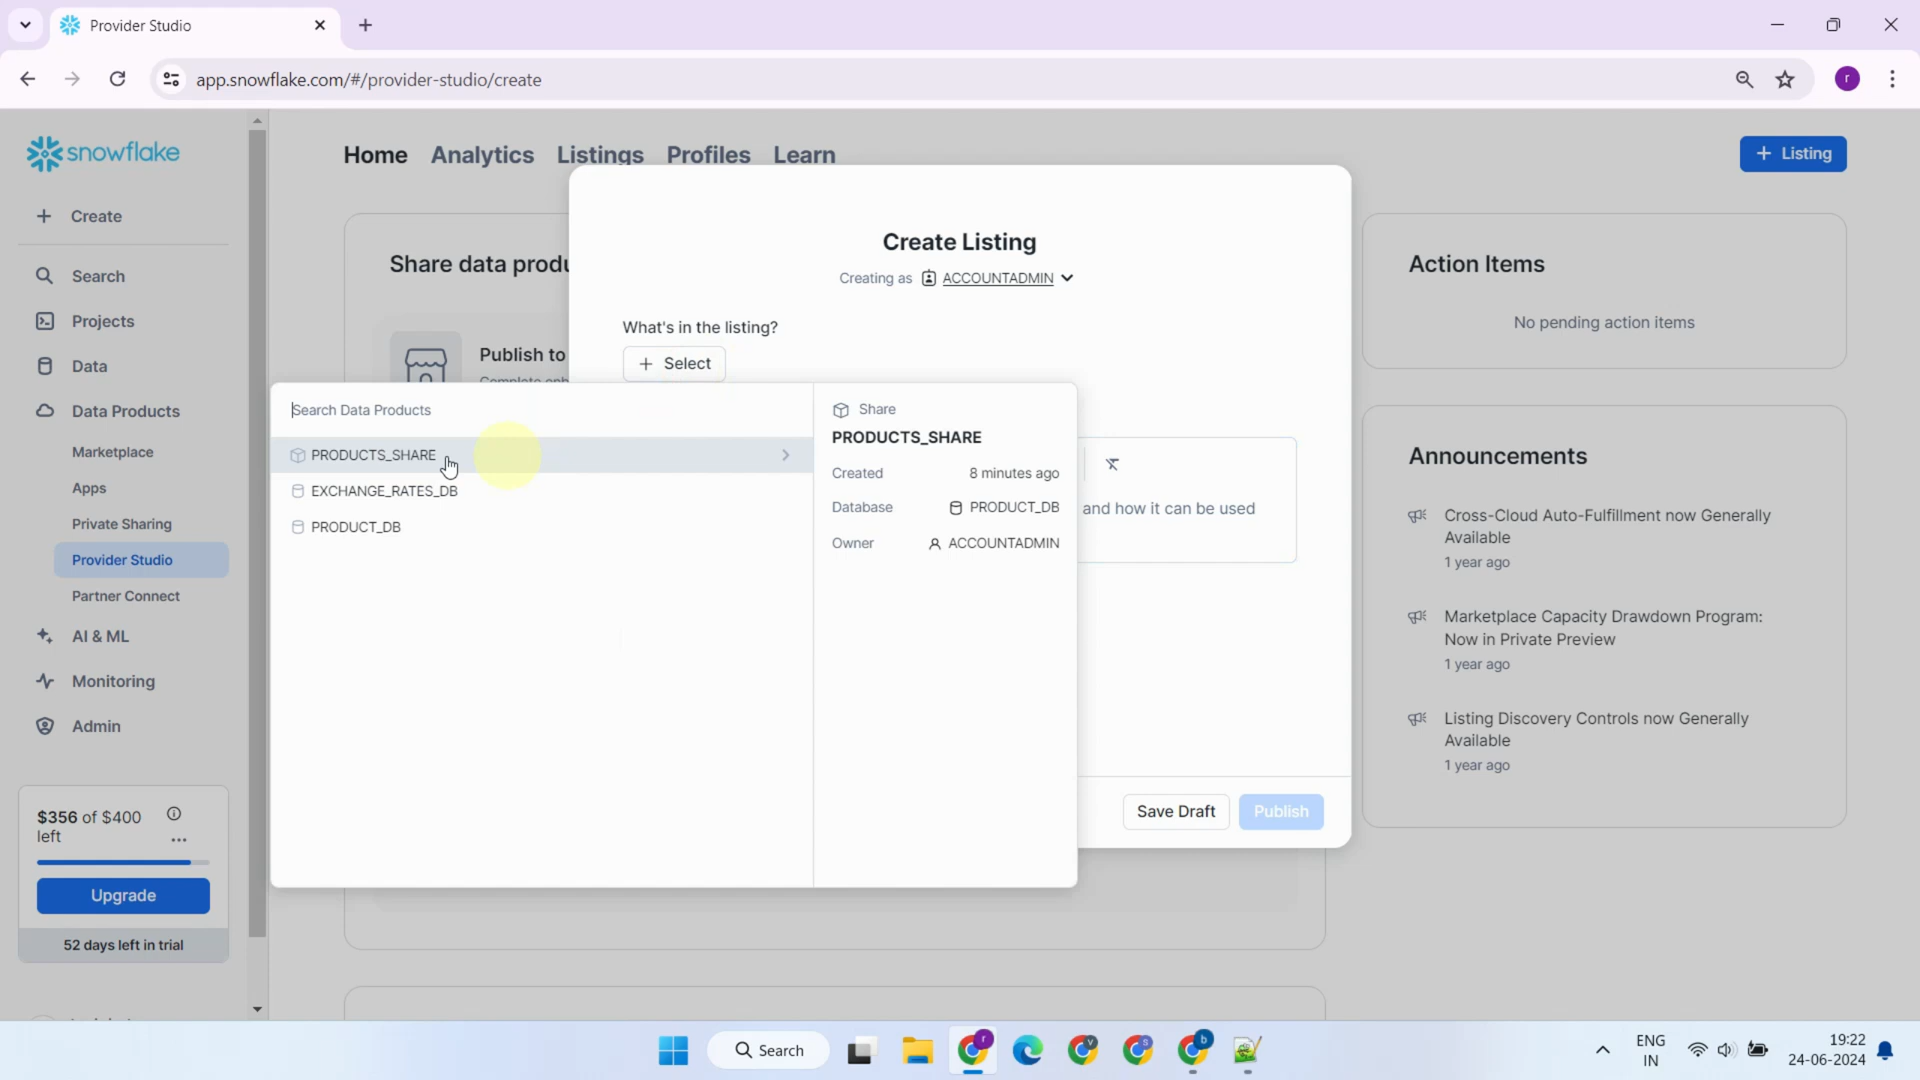 Provider Studio
app.snowflake.com/#/provider-studio/create
r
snowflake
Home Analytics Listings Profiles Learn
+ Listing
Create
Search
Projects
Data
Data Products
Marketplace
Apps
Private Sharing
Provider Studio
Partner Connect
AI & ML
Monitoring
Admin
$356 of $400
left
Upgrade
52 days left in trial
Share data produ
Publish to
Create Listing
Creating as ACCOUNTADMIN
What's in the listing?
+ Select
Search Data Products
PRODUCTS_SHARE
EXCHANGE_RATES_DB
PRODUCT_DB
Share
PRODUCTS_SHARE
Created 8 minutes ago
Database PRODUCT_DB
Owner ACCOUNTADMIN
and how it can be used
Save Draft
Publish
Action Items
No pending action items
Announcements
Cross-Cloud Auto-Fulfillment now Generally
Available
1 year ago
Marketplace Capacity Drawdown Program:
Now in Private Preview
1 year ago
Listing Discovery Controls now Generally
Available
1 year ago
Search
r
V
S
b
ENG
IN
19:22
24-06-2024